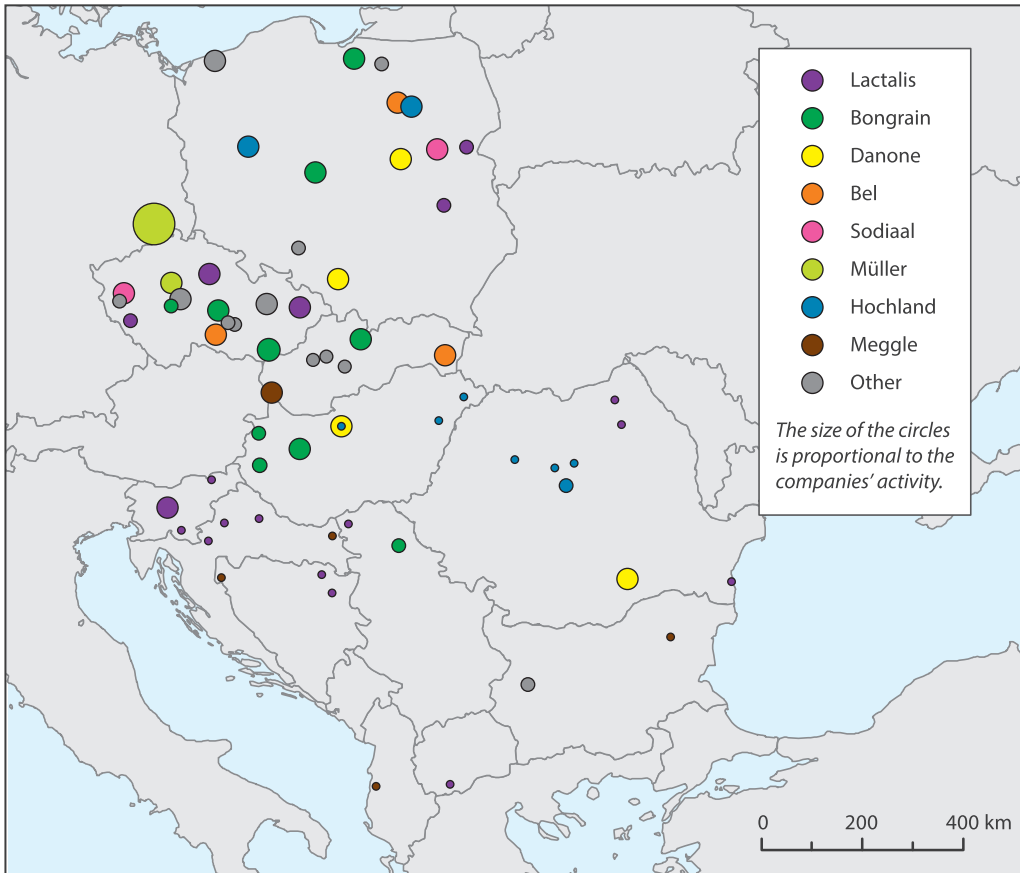 Lactalis
Bongrain
Danone
Bel
Sodiaal
Müller
Hochland
Meggle
Other
The size of the circles
is proportional to the
companies’ activity.
0 200 400 km